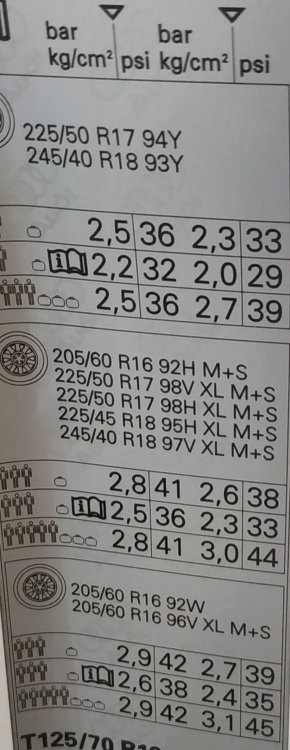 bar bar
kg/cm² psi kg/cm² psi
225/50 R17 94Y
245/40 R18 93Y
2,5 36 2,3 33
2,2 32 2,0 29
2,5 36 2,7 39
205/60 R16 92H M+S
225/50 R17 98V XL M+S
225/50 R17 98H XL M+S
225/45 R18 95H XL M+S
245/40 R18 97V XL M+S
2,8 41 2,6 38
2,5 36 2,3 33
2,8 41 3,0 44
205/60 R16 92W
205/60 R16 96V XL M+S
2,9 42 2,7 39
2,6 38 2,4 35
2,9 42 3,1 45
T125/70